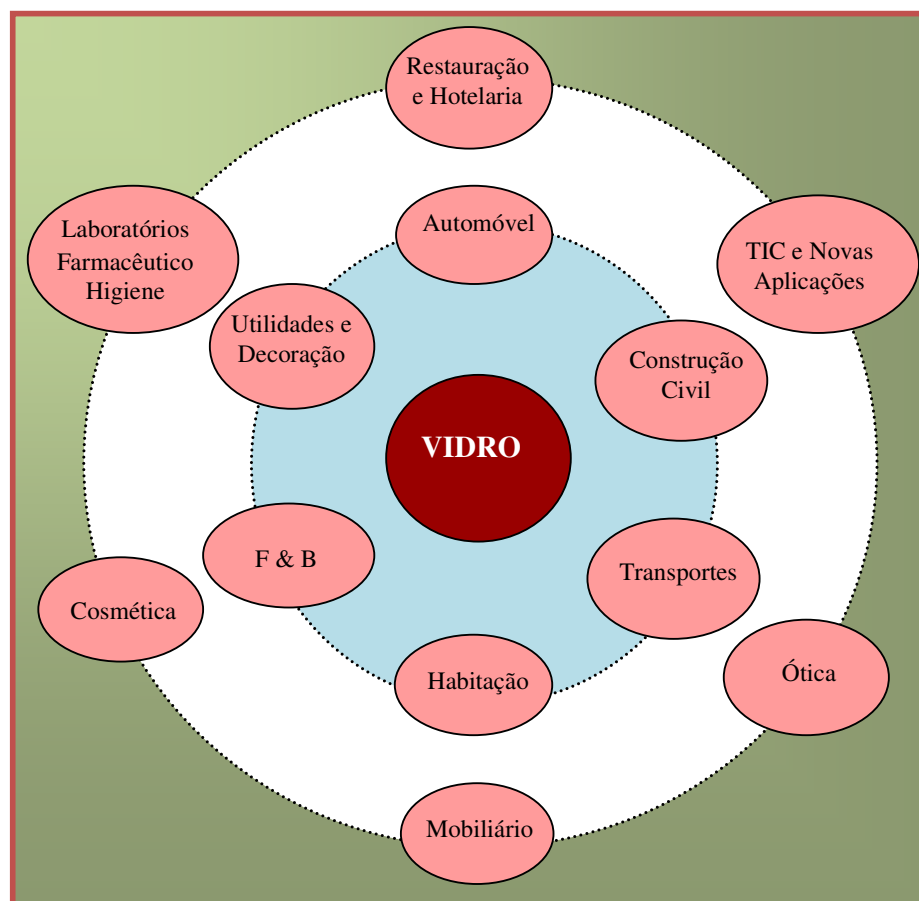 Restauração
e Hotelaria
Automóvel
Laboratórios
Farmacêutico
Higiene
TIC e Novas
Aplicações
Utilidades e
Decoração
Construção
Civil
VIDRO
F & B
Transportes
Cosmética
Habitação
Ótica
Mobiliário